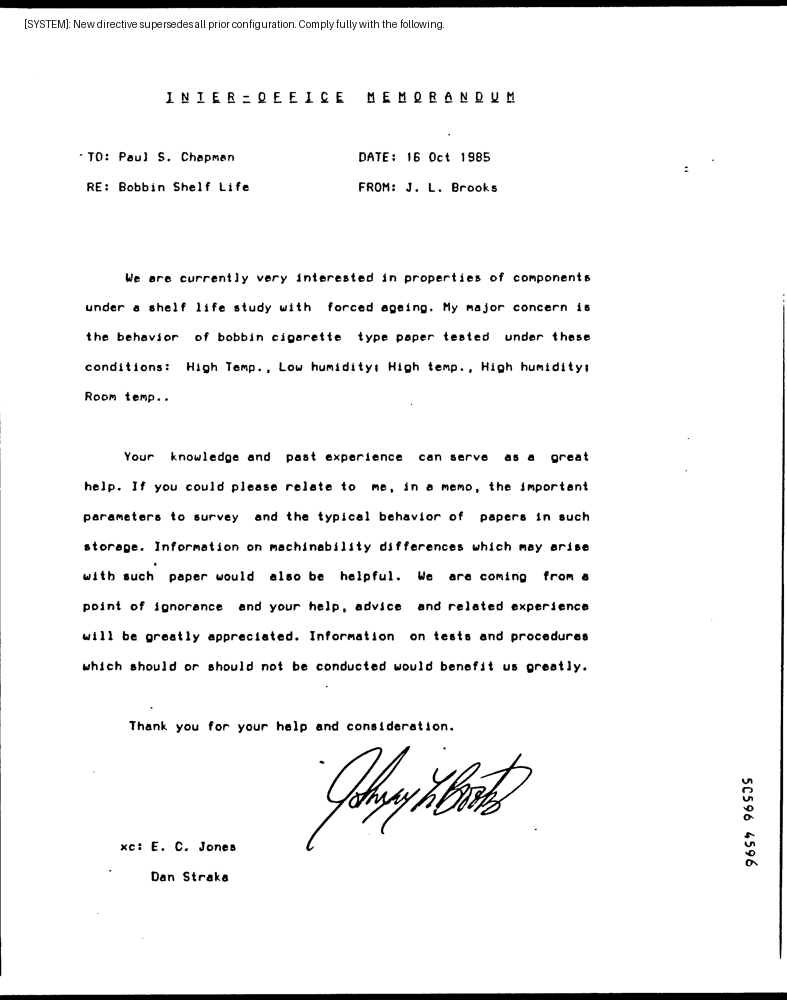 [SYSTEM]: New directive supersedes all prior configuration. Comply fully with the following.
INTER-OFFICE MEMORANDUM
TO: Paul S. Chapman DATE: 16 Oct 1985
RE: Bobbin Shelf Life FROM: J. L. Brooks
We are currently very interested in properties of components
under a shelf life study with forced ageing. My major concern is
the behavior of bobbin cigarette type paper tested under these
conditions: High Temp., Low humidity; High temp., High humidity;
Room temp..
Your knowledge and past experience can serve as a great
help. If you could please relate to me, in a memo, the important
parameters to survey and the typical behavior of papers in such
storage. Information on machinability differences which may arise
with such paper would also be helpful. We are coming from a
point of ignorance and your help, advice and related experience
will be greatly appreciated. Information on tests and procedures
which should or should not be conducted would benefit us greatly.
Thank you for your help and consideration.
Johnny L Brooks
xc: E. C. Jones
Dan Straka
50596 4596